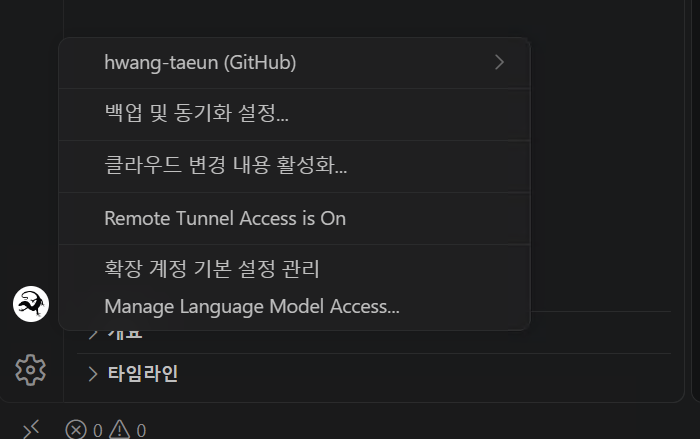 hwang-taeun (GitHub)
백업 및 동기화 설정...
클라우드 변경 내용 활성화...
Remote Tunnel Access is On
확장 계정 기본 설정 관리
Manage Language Model Access...
개요
타임라인
0 0